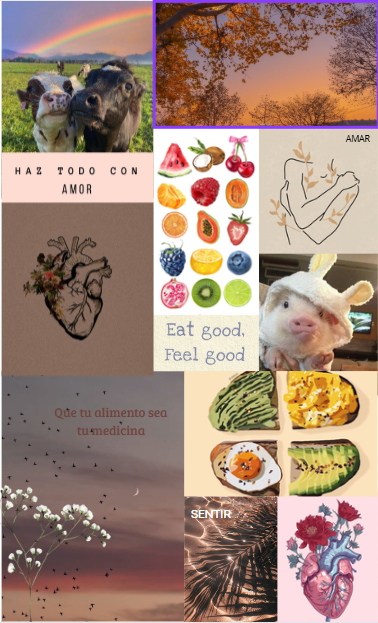 AMAR
HAZ TODO CON
AMOR
Eat good,
Feel good
Que tu alimento sea
tu medicina
SENTIR